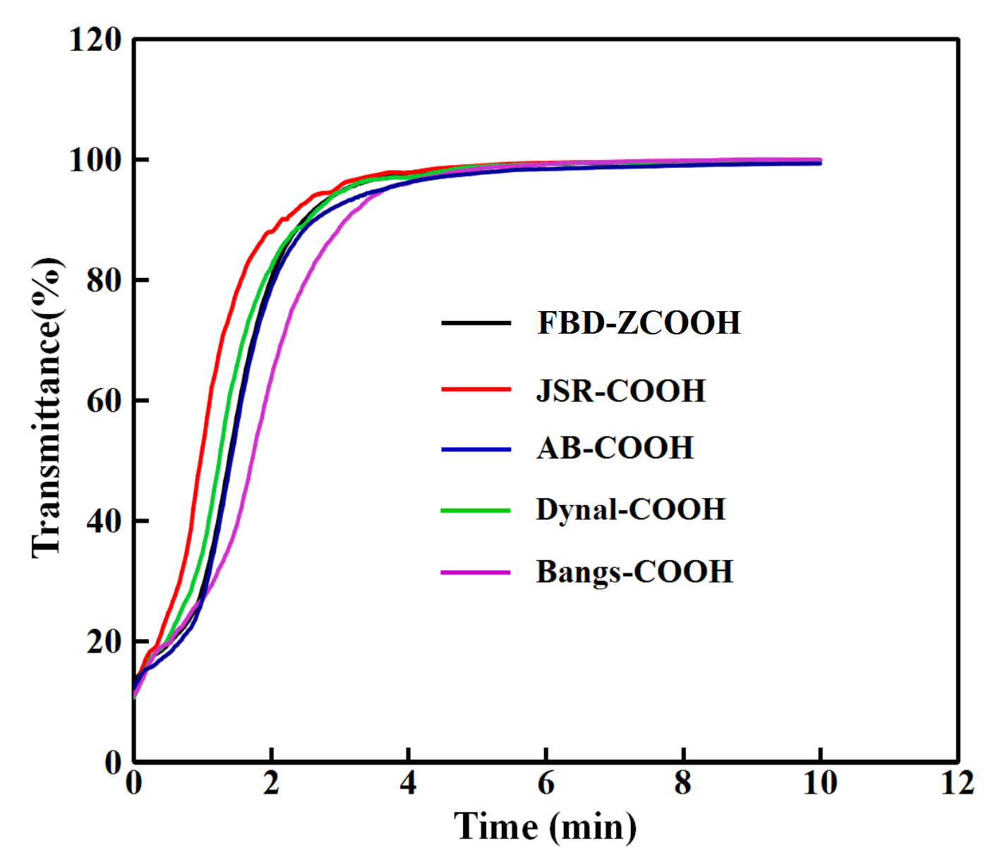 120
100
80
60
40
20
0
Transmittance(%)
FBD-ZCOOH
JSR-COOH
AB-COOH
Dynal-COOH
Bangs-COOH
0 2 4 6 8 10 12
Time (min)